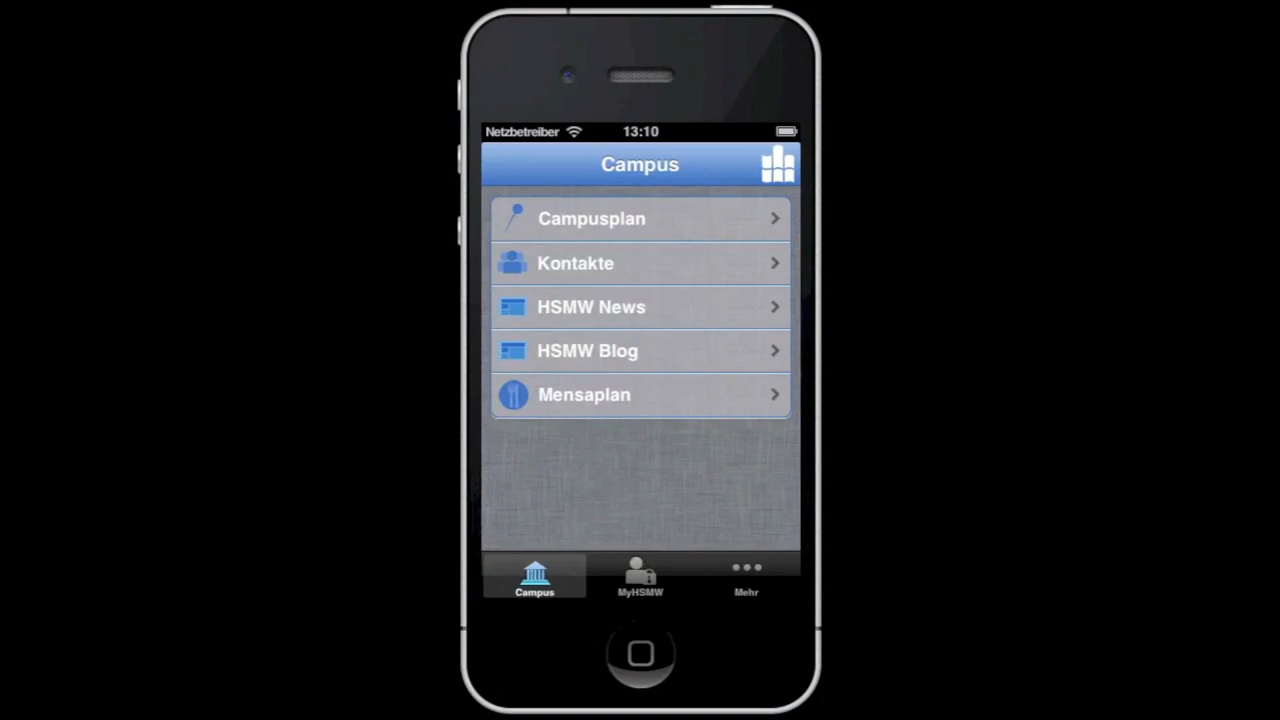 Netzbetreiber 13:10
Campus
Campusplan
Kontakte
HSMW News
HSMW Blog
Mensaplan
Campus MyHSMW Mehr